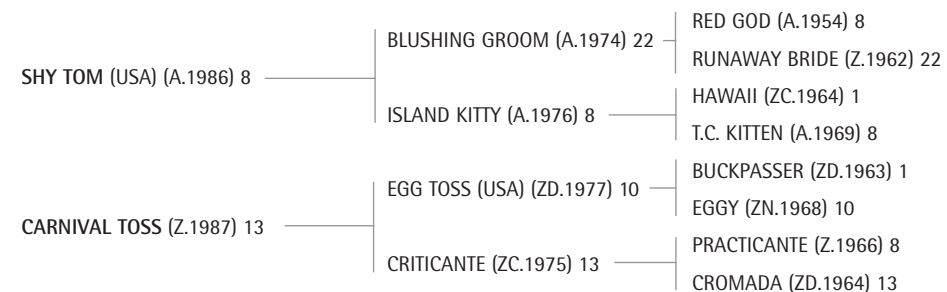 RED GOD (A.1954) 8
BLUSHING GROOM (A.1974) 22
RUNAWAY BRIDE (Z.1962) 22
SHY TOM (USA) (A.1986) 8
HAWAII (ZC.1964) 1
ISLAND KITTY (A.1976) 8
T.C. KITTEN (A.1969) 8
BUCKPASSER (ZD.1963) 1
EGG TOSS (USA) (ZD.1977) 10
EGGY (ZN.1968) 10
CARNIVAL TOSS (Z.1987) 13
PRACTICANTE (Z.1966) 8
CRITICANTE (ZC.1975) 13
CROMADA (ZD.1964) 13